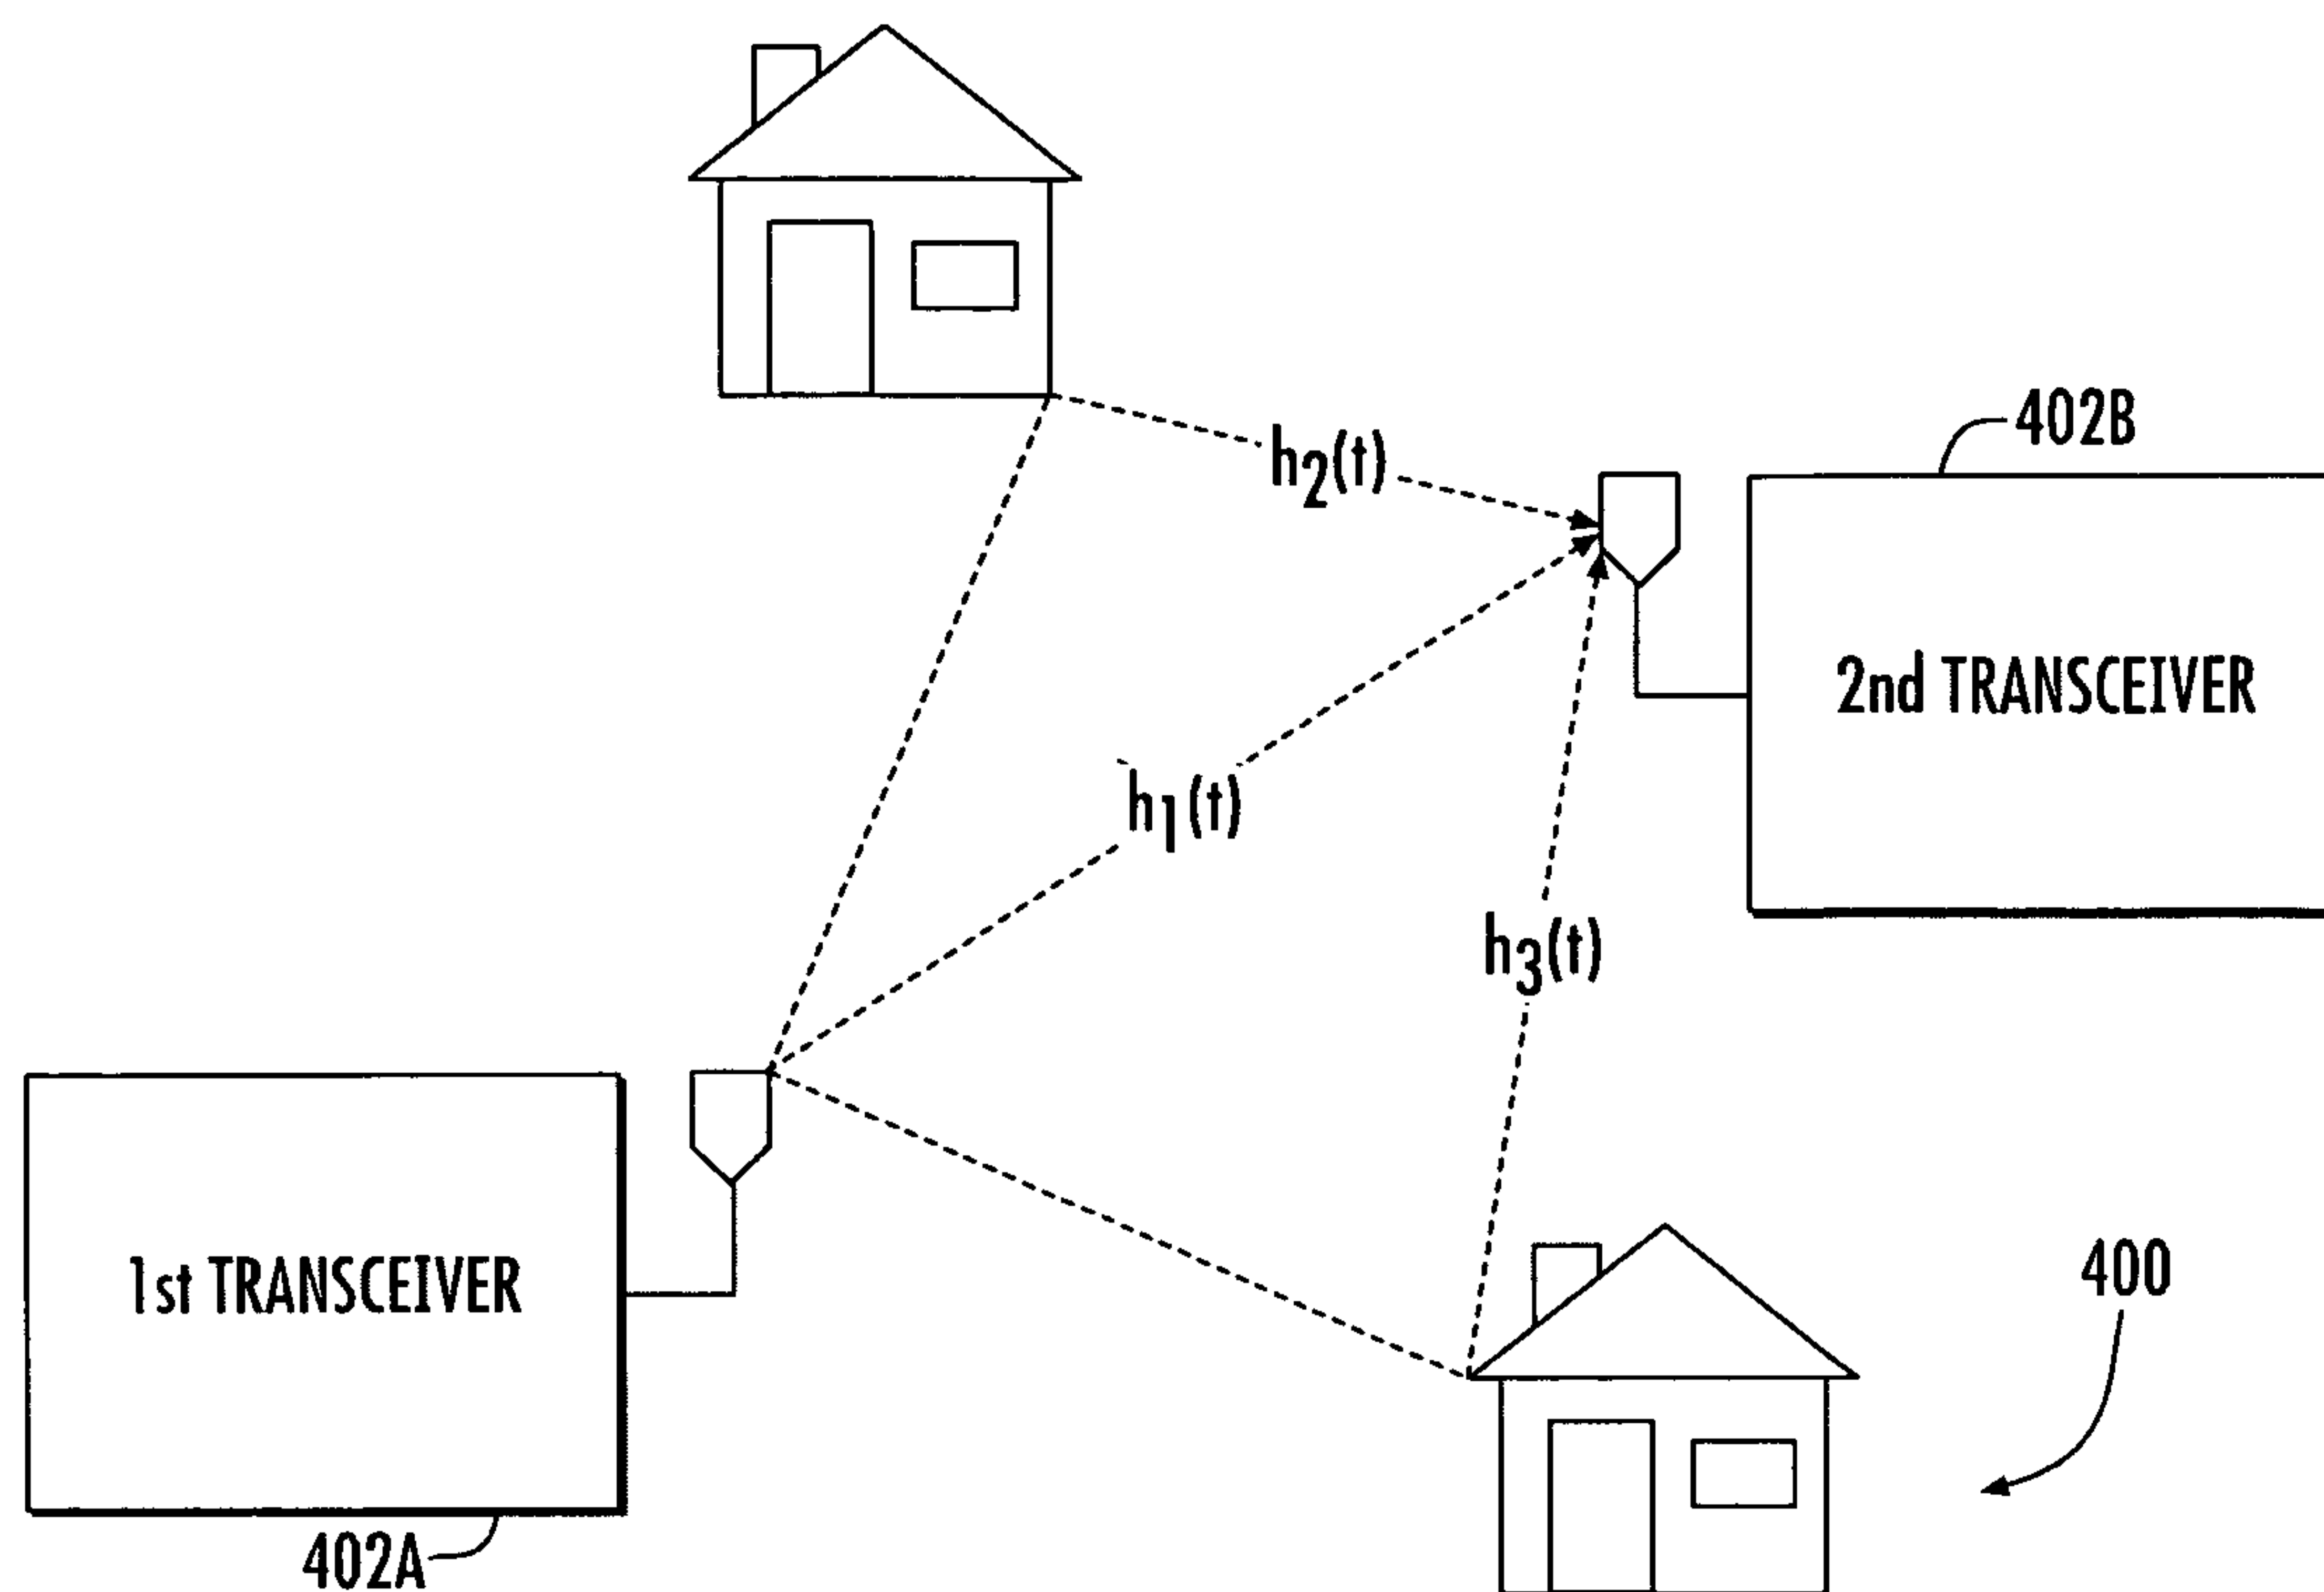 402B
h2(t)
2nd TRANSCEIVER
h1(t)
h3(t)
1st TRANSCEIVER
400
402A